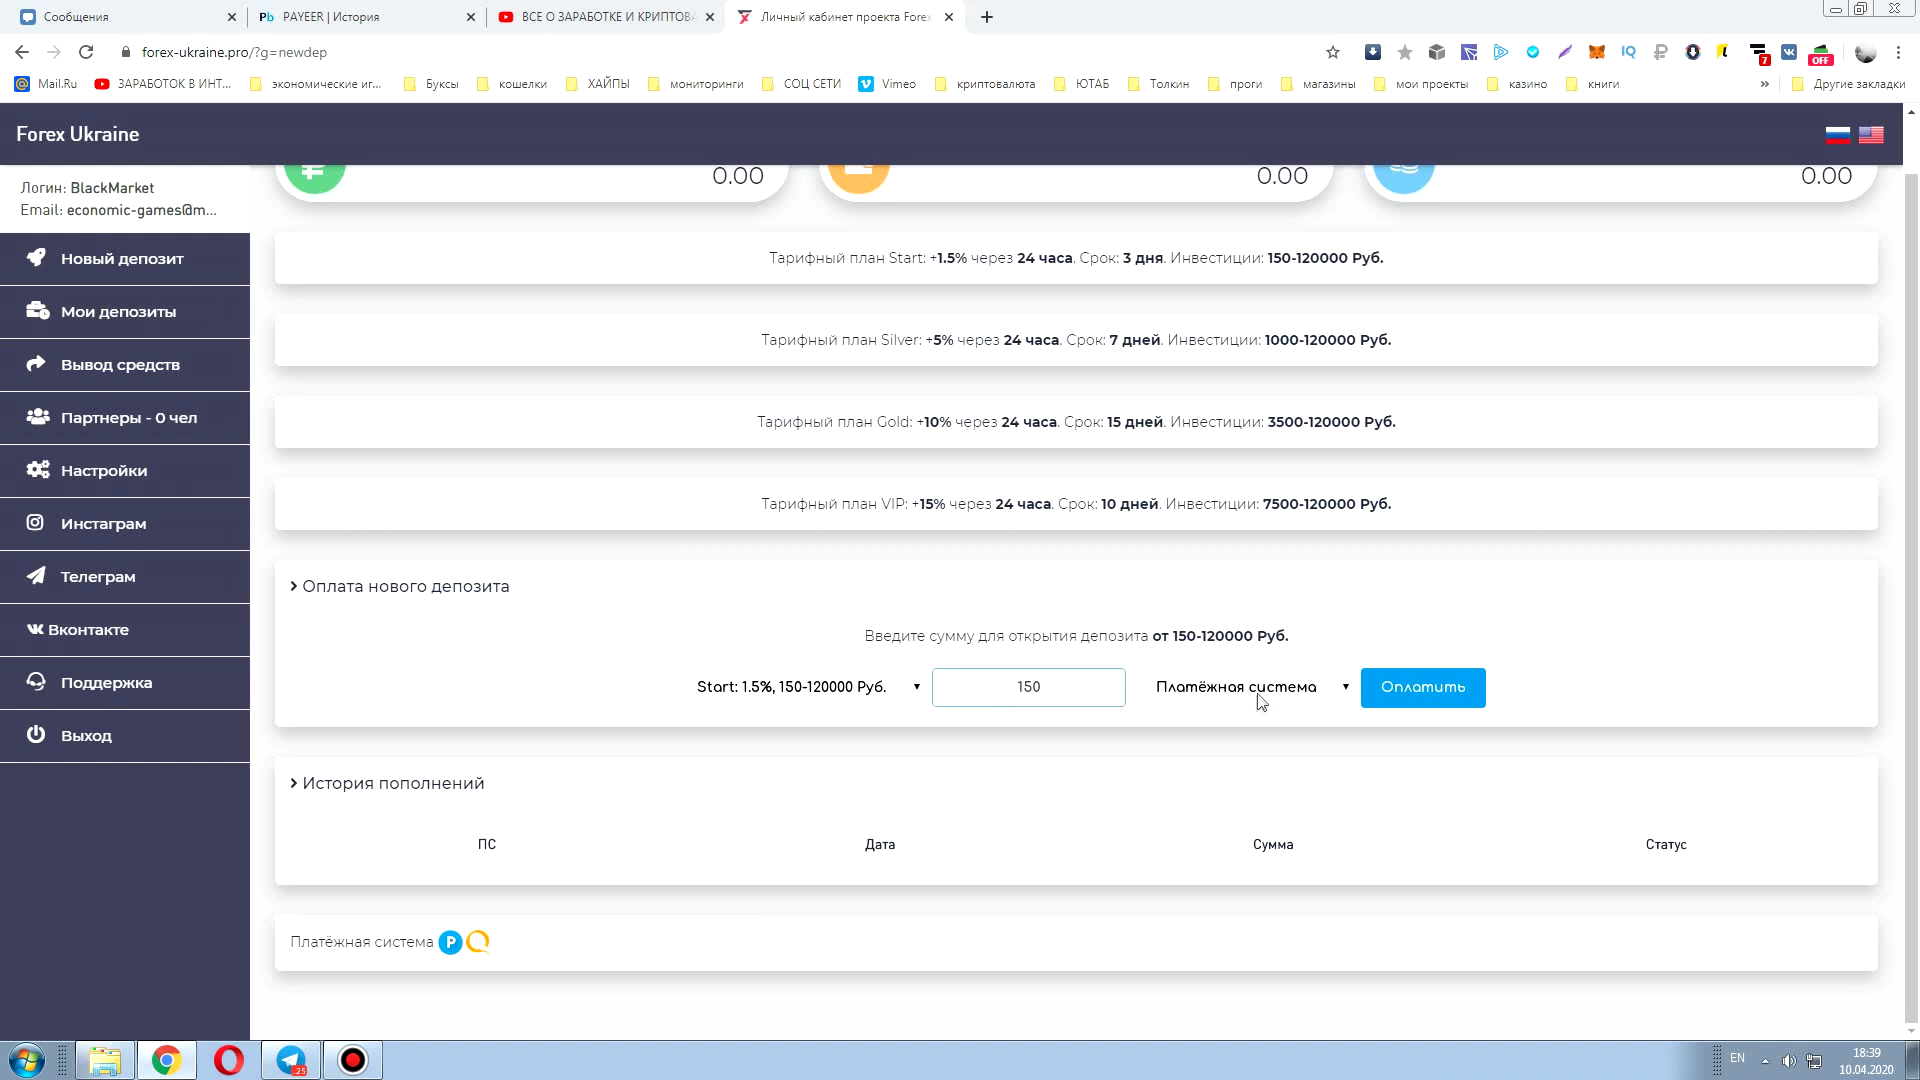 Сообщения
PAYEER | История
ВСЕ О ЗАРАБОТКЕ И КРИПТОВА
Личный кабинет проекта Forex
forex-ukraine.pro/?g=newdep
IQ
7
OFF
Mail.Ru
ЗАРАБОТОК В ИНТ...
экономические иг...
Буксы
кошелки
ХАЙПЫ
мониторинги
СОЦ СЕТИ
Vimeo
криптовалюта
ЮТАБ
Толкин
проги
магазины
мои проекты
казино
книги
»
Другие закладки
Forex Ukraine
Логин: BlackMarket
Email: economic-games@m...
Новый депозит
Мои депозиты
Вывод средств
Партнеры - 0 чел
Настройки
Инстаграм
Телеграм
Вконтакте
Поддержка
Выход
0.00
0.00
0.00
Тарифный план Start: +1.5% через 24 часа. Срок: 3 дня. Инвестиции: 150-120000 Руб.
Тарифный план Silver: +5% через 24 часа. Срок: 7 дней. Инвестиции: 1000-120000 Руб.
Тарифный план Gold: +10% через 24 часа. Срок: 15 дней. Инвестиции: 3500-120000 Руб.
Тарифный план VIP: +15% через 24 часа. Срок: 10 дней. Инвестиции: 7500-120000 Руб.
Оплата нового депозита
Введите сумму для открытия депозита от 150-120000 Руб.
Start: 1.5%, 150-120000 Руб.
150
Платёжная система
Оплатить
История пополнений
ПС
Дата
Сумма
Статус
Платёжная система
EN
18:39
10.04.2020